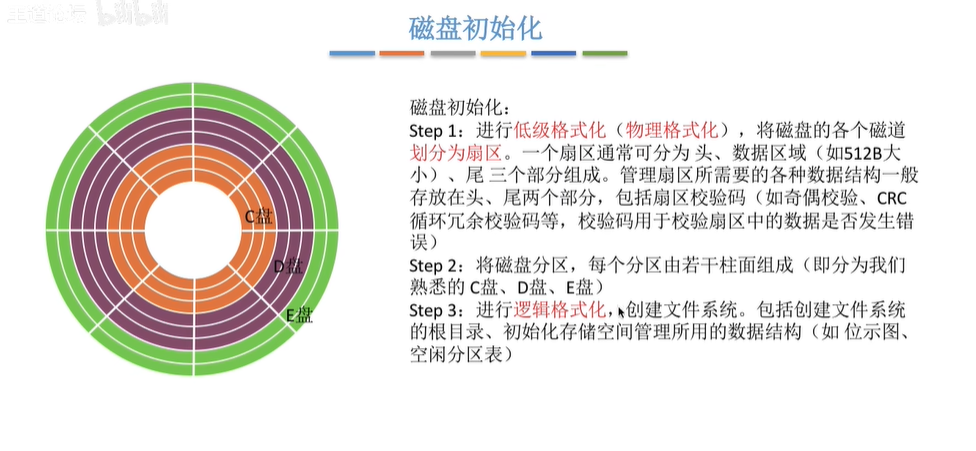 bilibili
磁盘初始化
磁盘初始化：
Step 1：进行低级格式化（物理格式化），将磁盘的各个磁道
划分为扇区。一个扇区通常可分为 头、数据区域（如512B大
小）、尾 三个部分组成。管理扇区所需要的各种数据结构一般
存放在头、尾两个部分，包括扇区校验码（如奇偶校验、CRC
循环冗余校验码等，校验码用于校验扇区中的数据是否发生错
误）
Step 2：将磁盘分区，每个分区由若干柱面组成（即分为我们
熟悉的 C盘、D盘、E盘）
Step 3：进行逻辑格式化，创建文件系统。包括创建文件系统
的根目录、初始化存储空间管理所用的数据结构（如 位示图、
空闲分区表）
C盘
D盘
E盘